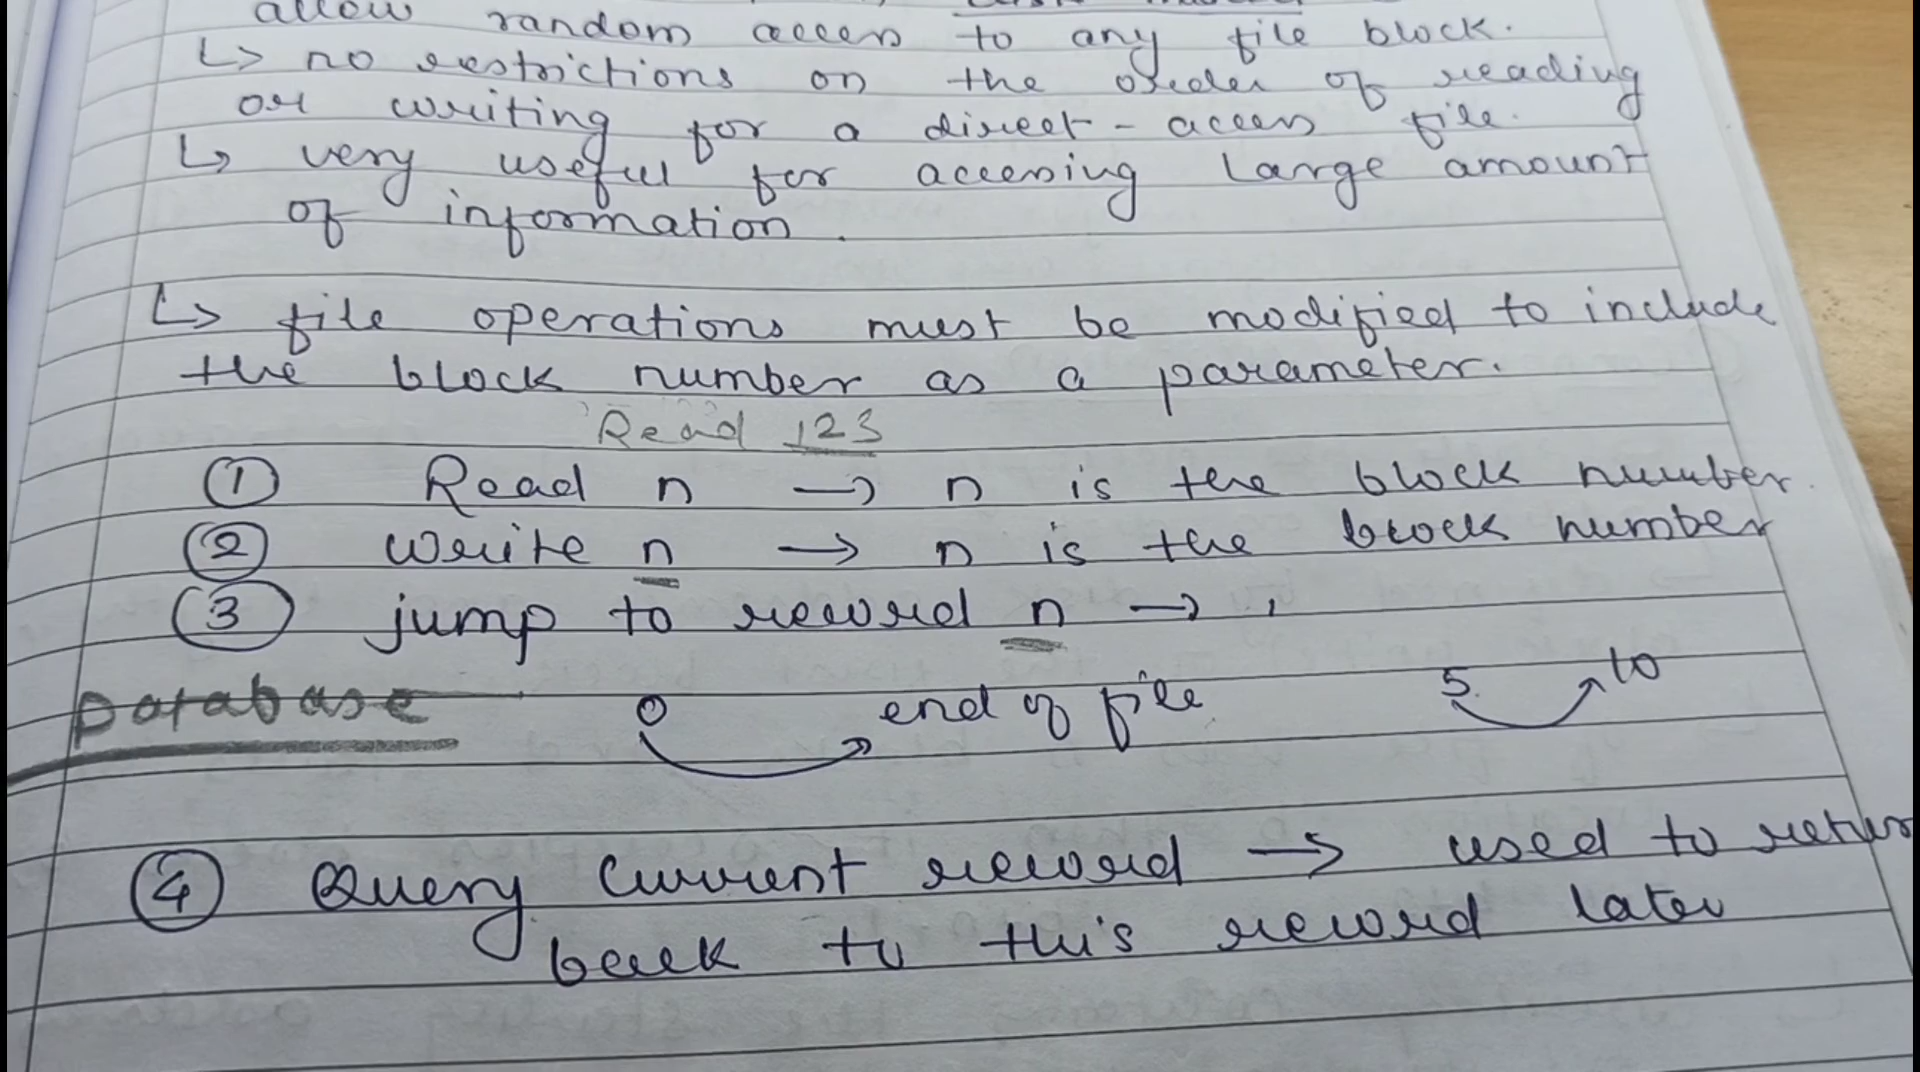 allow random access to any file block.
↳ no restrictions on the order of reading
or writing for a direct-access file.
↳ very useful for accessing large amount
of information.
↳ file operations must be modified to include
the block number as a parameter.
Read 123
① Read n → n is the block number.
② write n → n is the block number
③ jump to record n →
Database 0 end of file 5 10
④ Query current record → used to return
back to this record later